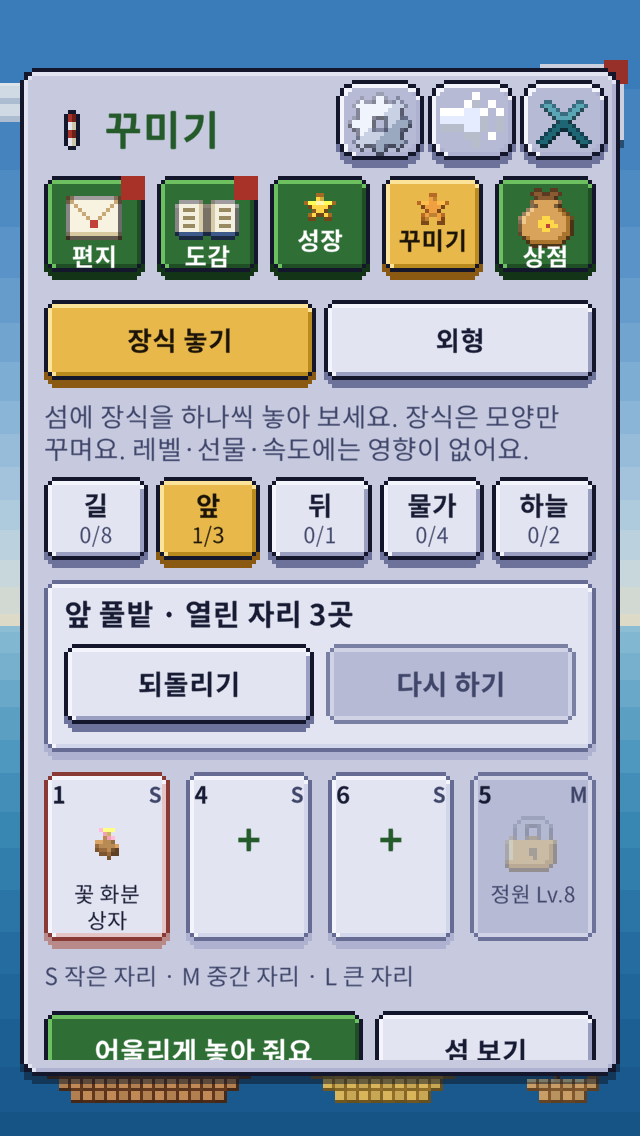 꾸미기
편지
도감
성장
꾸미기
상점
장식 놓기
외형
섬에 장식을 하나씩 놓아 보세요. 장식은 모양만
꾸며요. 레벨·선물·속도에는 영향이 없어요.
길
0/8
앞
1/3
뒤
0/1
물가
0/4
하늘
0/2
앞 풀밭 · 열린 자리 3곳
되돌리기
다시 하기
1 S
꽃 화분
상자
4 S
+
6 S
+
5 M
정원 Lv.8
S 작은 자리 · M 중간 자리 · L 큰 자리
어울리게 놓아 줘요
섬 보기